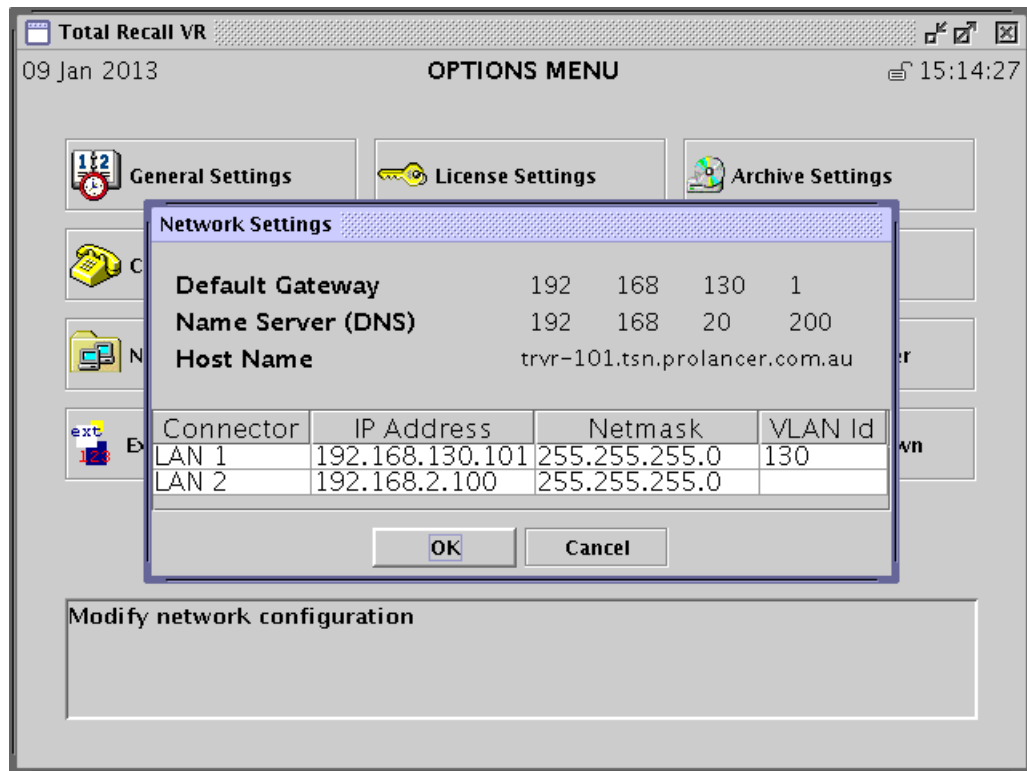 Total Recall VR
09 Jan 2013 OPTIONS MENU 15:14:27
General Settings License Settings Archive Settings
Network Settings
Default Gateway 192 168 130 1
Name Server (DNS) 192 168 20 200
Host Name trvr-101.tsn.prolancer.com.au
Connector IP Address Netmask VLAN Id
LAN 1 192.168.130.101 255.255.255.0 130
LAN 2 192.168.2.100 255.255.255.0
OK Cancel
Modify network configuration